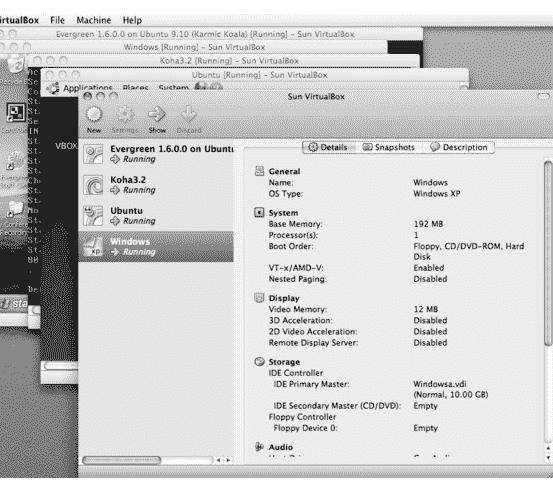 VirtualBox File Machine Help
Evergreen 1.6.0.0 on Ubuntu 9.10 (Karmic Koala) [Running] – Sun VirtualBox
Windows [Running] – Sun VirtualBox
Koha3.2 [Running] – Sun VirtualBox
Ubuntu [Running] – Sun VirtualBox
Applications Places System
Sun VirtualBox
New Settings Show Discard
Details Snapshots Description
VBOX
Evergreen 1.6.0.0 on Ubuntu
Running
Koha3.2
Running
Ubuntu
Running
Windows
Running
General
Name: Windows
OS Type: Windows XP
System
Base Memory: 192 MB
Processor(s): 1
Boot Order: Floppy, CD/DVD-ROM, Hard
Disk
VT-x/AMD-V: Enabled
Nested Paging: Disabled
Display
Video Memory: 12 MB
3D Acceleration: Disabled
2D Video Acceleration: Disabled
Remote Display Server: Disabled
Storage
IDE Controller
IDE Primary Master: Windowsa.vdi
(Normal, 10.00 GB)
IDE Secondary Master (CD/DVD): Empty
Floppy Controller
Floppy Device 0: Empty
Audio